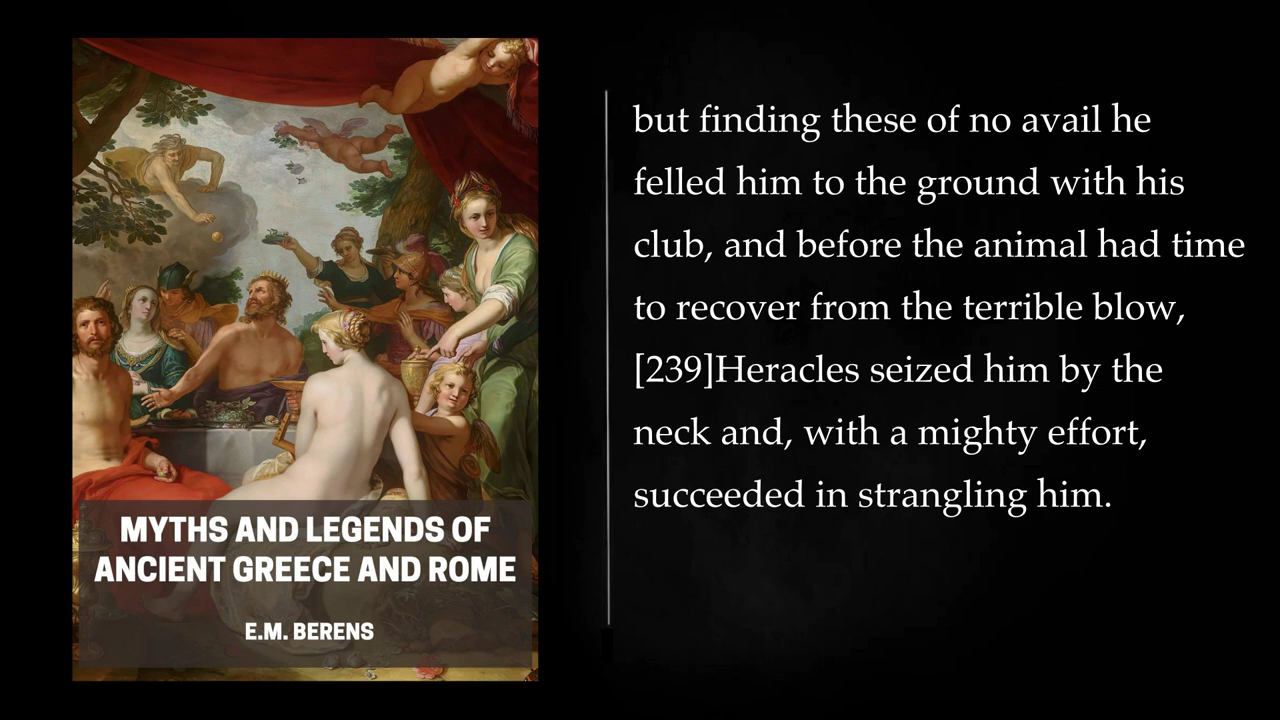 MYTHS AND LEGENDS OF
ANCIENT GREECE AND ROME
E.M. BERENS
but finding these of no avail he
felled him to the ground with his
club, and before the animal had time
to recover from the terrible blow,
[239]Heracles seized him by the
neck and, with a mighty effort,
succeeded in strangling him.